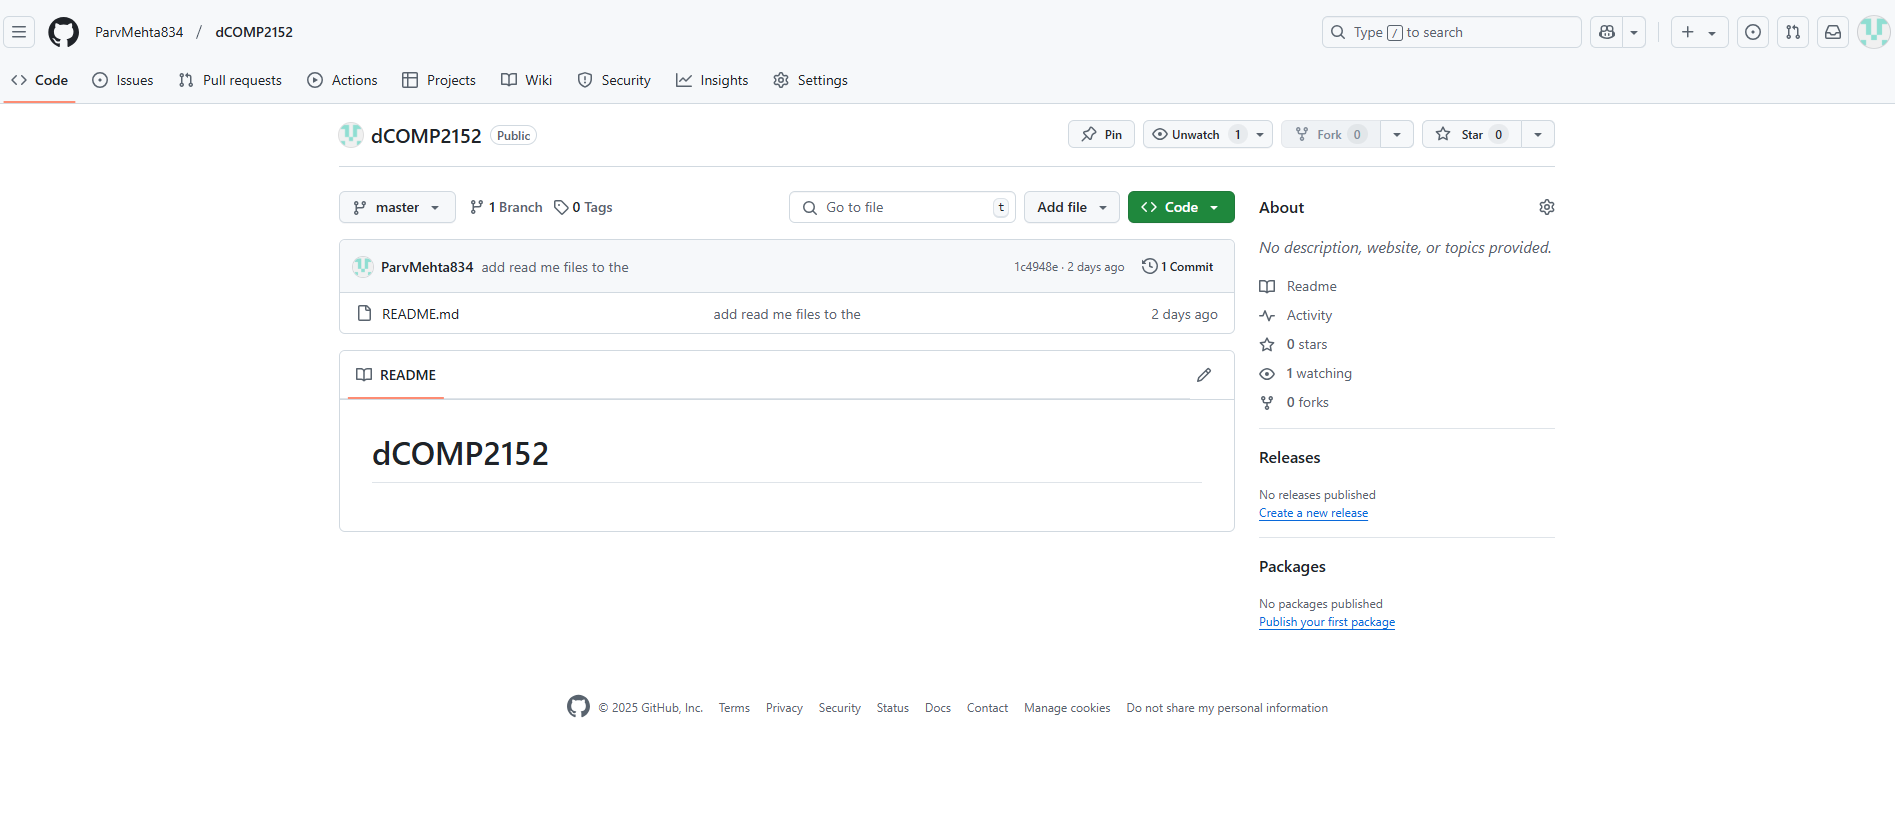 ParvMehta834 / dCOMP2152
Type / to search
Code Issues Pull requests Actions Projects Wiki Security Insights Settings
dCOMP2152 Public
Pin Unwatch 1 Fork 0 Star 0
master 1 Branch 0 Tags Go to file t Add file Code
ParvMehta834 add read me files to the 1c4948e · 2 days ago 1 Commit
README.md add read me files to the 2 days ago
README
dCOMP2152
About
No description, website, or topics provided.
Readme
Activity
0 stars
1 watching
0 forks
Releases
No releases published
Create a new release
Packages
No packages published
Publish your first package
© 2025 GitHub, Inc. Terms Privacy Security Status Docs Contact Manage cookies Do not share my personal information